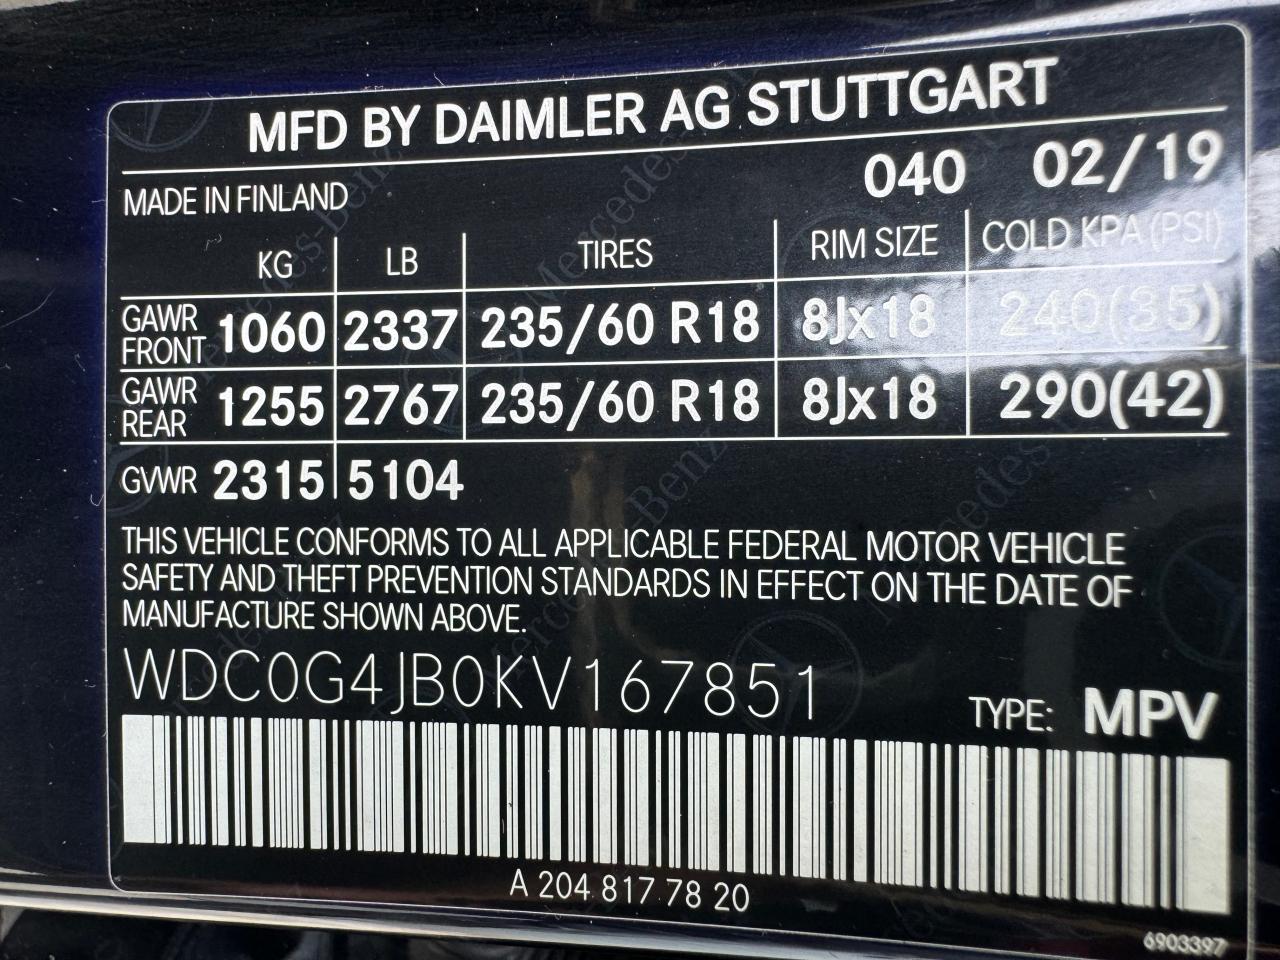 MFD BY DAIMLER AG STUTTGART
MADE IN FINLAND 040 02/19
KG LB TIRES RIM SIZE COLD KPA (PSI)
GAWR FRONT 1060 2337 235/60 R18 8Jx18 240(35)
GAWR REAR 1255 2767 235/60 R18 8Jx18 290(42)
GVWR 2315 5104
THIS VEHICLE CONFORMS TO ALL APPLICABLE FEDERAL MOTOR VEHICLE
SAFETY AND THEFT PREVENTION STANDARDS IN EFFECT ON THE DATE OF
MANUFACTURE SHOWN ABOVE.
WDC0G4JB0KV167851
TYPE: MPV
A 204 817 78 20
6903397